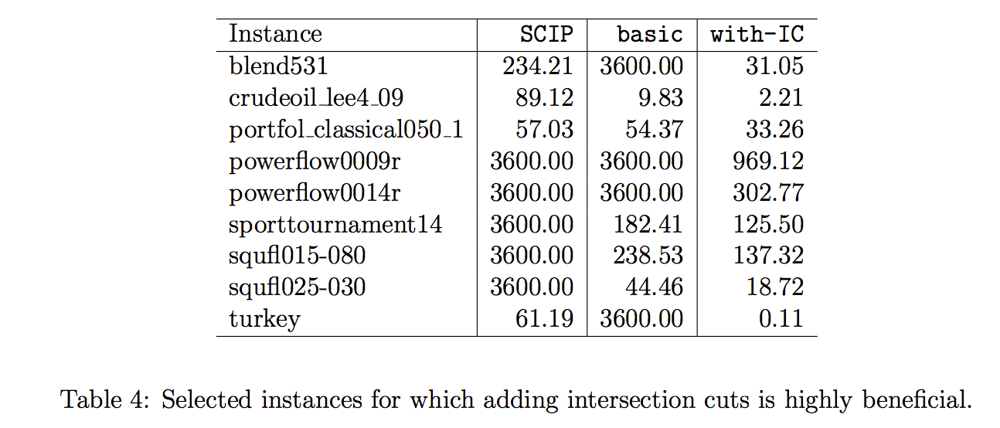 Instance SCIP basic with-IC
blend531 234.21 3600.00 31.05
crudeoil_lee4_09 89.12 9.83 2.21
portfol_classical050_1 57.03 54.37 33.26
powerflow0009r 3600.00 3600.00 969.12
powerflow0014r 3600.00 3600.00 302.77
sporttournament14 3600.00 182.41 125.50
squfl015-080 3600.00 238.53 137.32
squfl025-030 3600.00 44.46 18.72
turkey 61.19 3600.00 0.11
Table 4: Selected instances for which adding intersection cuts is highly beneficial.